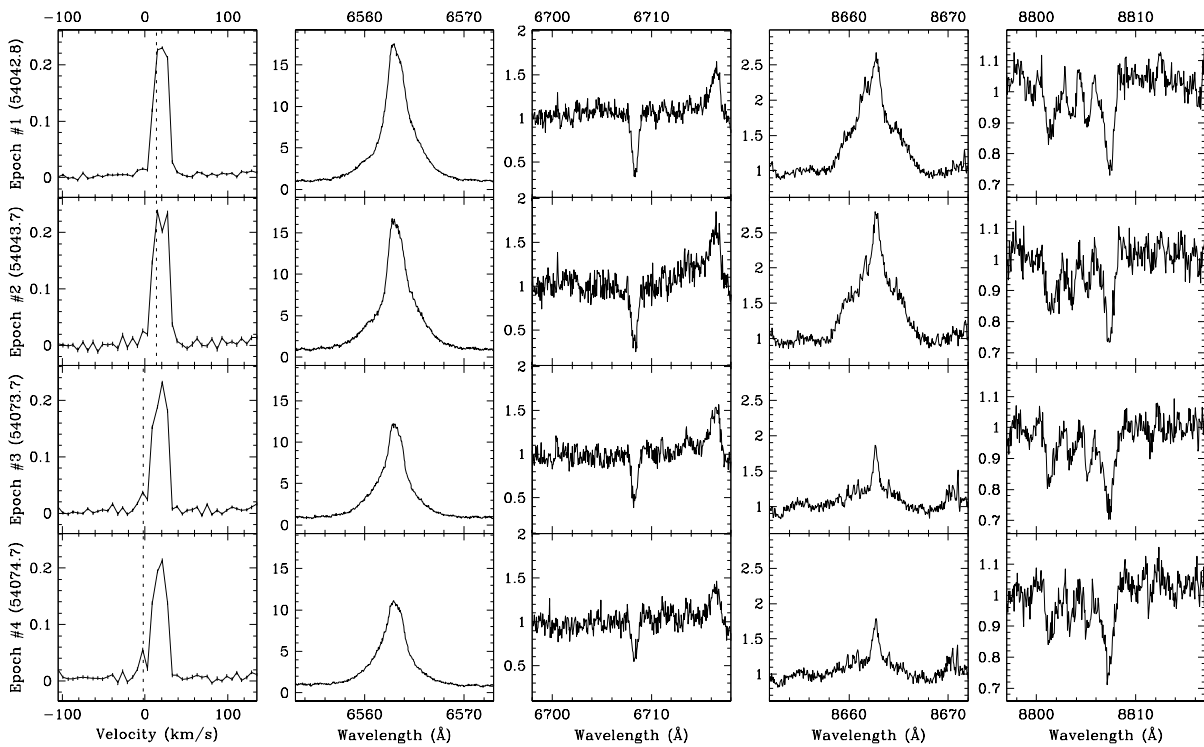 −100 0 100 6560 6570 6700 6710 8660 8670 8800 8810
Epoch #1 (54042.8) 0 0.1 0.2 0 5 10 15 0.5 1 1.5 2 1 1.5 2 2.5 0.7 0.8 0.9 1 1.1
Epoch #2 (54043.7) 0 0.1 0.2 0 5 10 15 0.5 1 1.5 2 1 1.5 2 2.5 0.7 0.8 0.9 1 1.1
Epoch #3 (54073.7) 0 0.1 0.2 0 5 10 15 0.5 1 1.5 2 1 1.5 2 2.5 0.7 0.8 0.9 1 1.1
Epoch #4 (54074.7) 0 0.1 0.2 0 5 10 15 0.5 1 1.5 2 1 1.5 2 2.5 0.7 0.8 0.9 1 1.1
−100 0 100 6560 6570 6700 6710 8660 8670 8800 8810
Velocity (km/s) Wavelength (Å) Wavelength (Å) Wavelength (Å) Wavelength (Å)